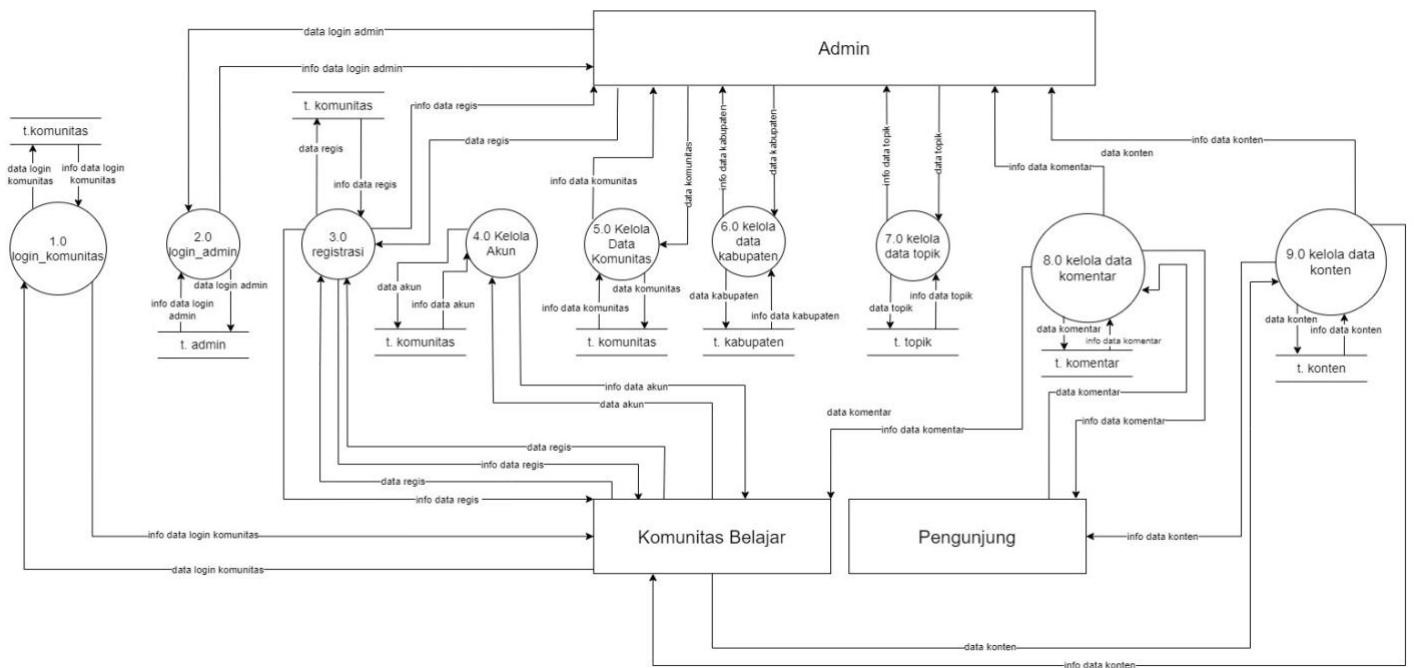 data login admin
Admin
info data login admin
t. komunitas
info data regis
t.komunitas
data regis
data regis
data login
komunitas
info data login
komunitas
info data regis
info data komunitas
data komunitas
info data kabupaten
data kabupaten
info data topik
data topik
info data komentar
data konten
info data konten
1.0
login_komunitas
2.0
login_admin
3.0
registrasi
4.0 Kelola
Akun
5.0 Kelola
Data
Komunitas
6.0 kelola
data
kabupaten
7.0 kelola
data topik
8.0 kelola data
komentar
9.0 kelola data
konten
info data login
admin
data login admin
t. admin
data akun
info data akun
t. komunitas
info data komunitas
data komunitas
t. komunitas
data kabupaten
info data kabupaten
t. kabupaten
data topik
info data topik
t. topik
data komentar
info data komentar
t. komentar
data konten
info data konten
t. konten
info data akun
data akun
data komentar
data komentar
info data komentar
info data komentar
data regis
info data regis
data regis
info data regis
info data login komunitas
Komunitas Belajar
Pengunjung
info data konten
data login komunitas
data konten
info data konten